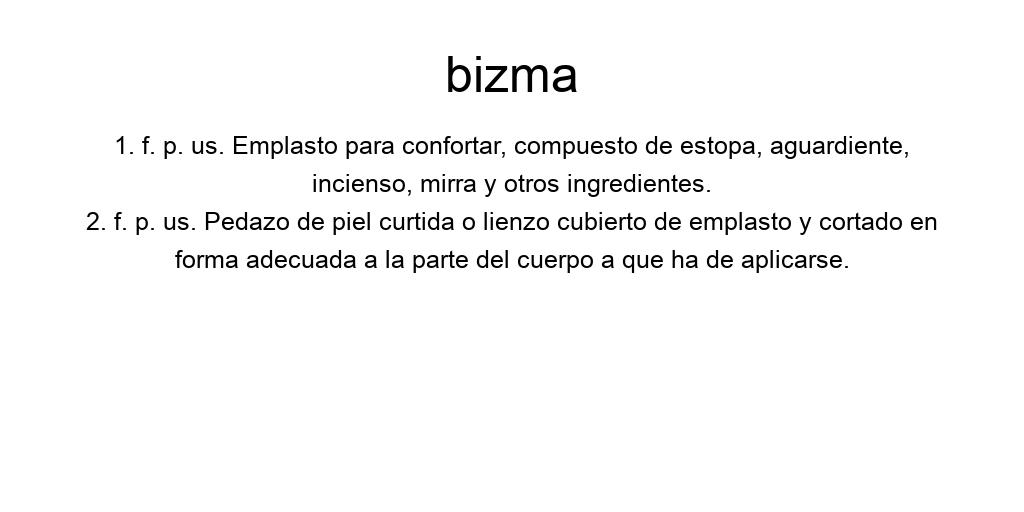 bizma
1. f. p. us. Emplasto para confortar, compuesto de estopa, aguardiente,
incienso, mirra y otros ingredientes.
2. f. p. us. Pedazo de piel curtida o lienzo cubierto de emplasto y cortado en
forma adecuada a la parte del cuerpo a que ha de aplicarse.